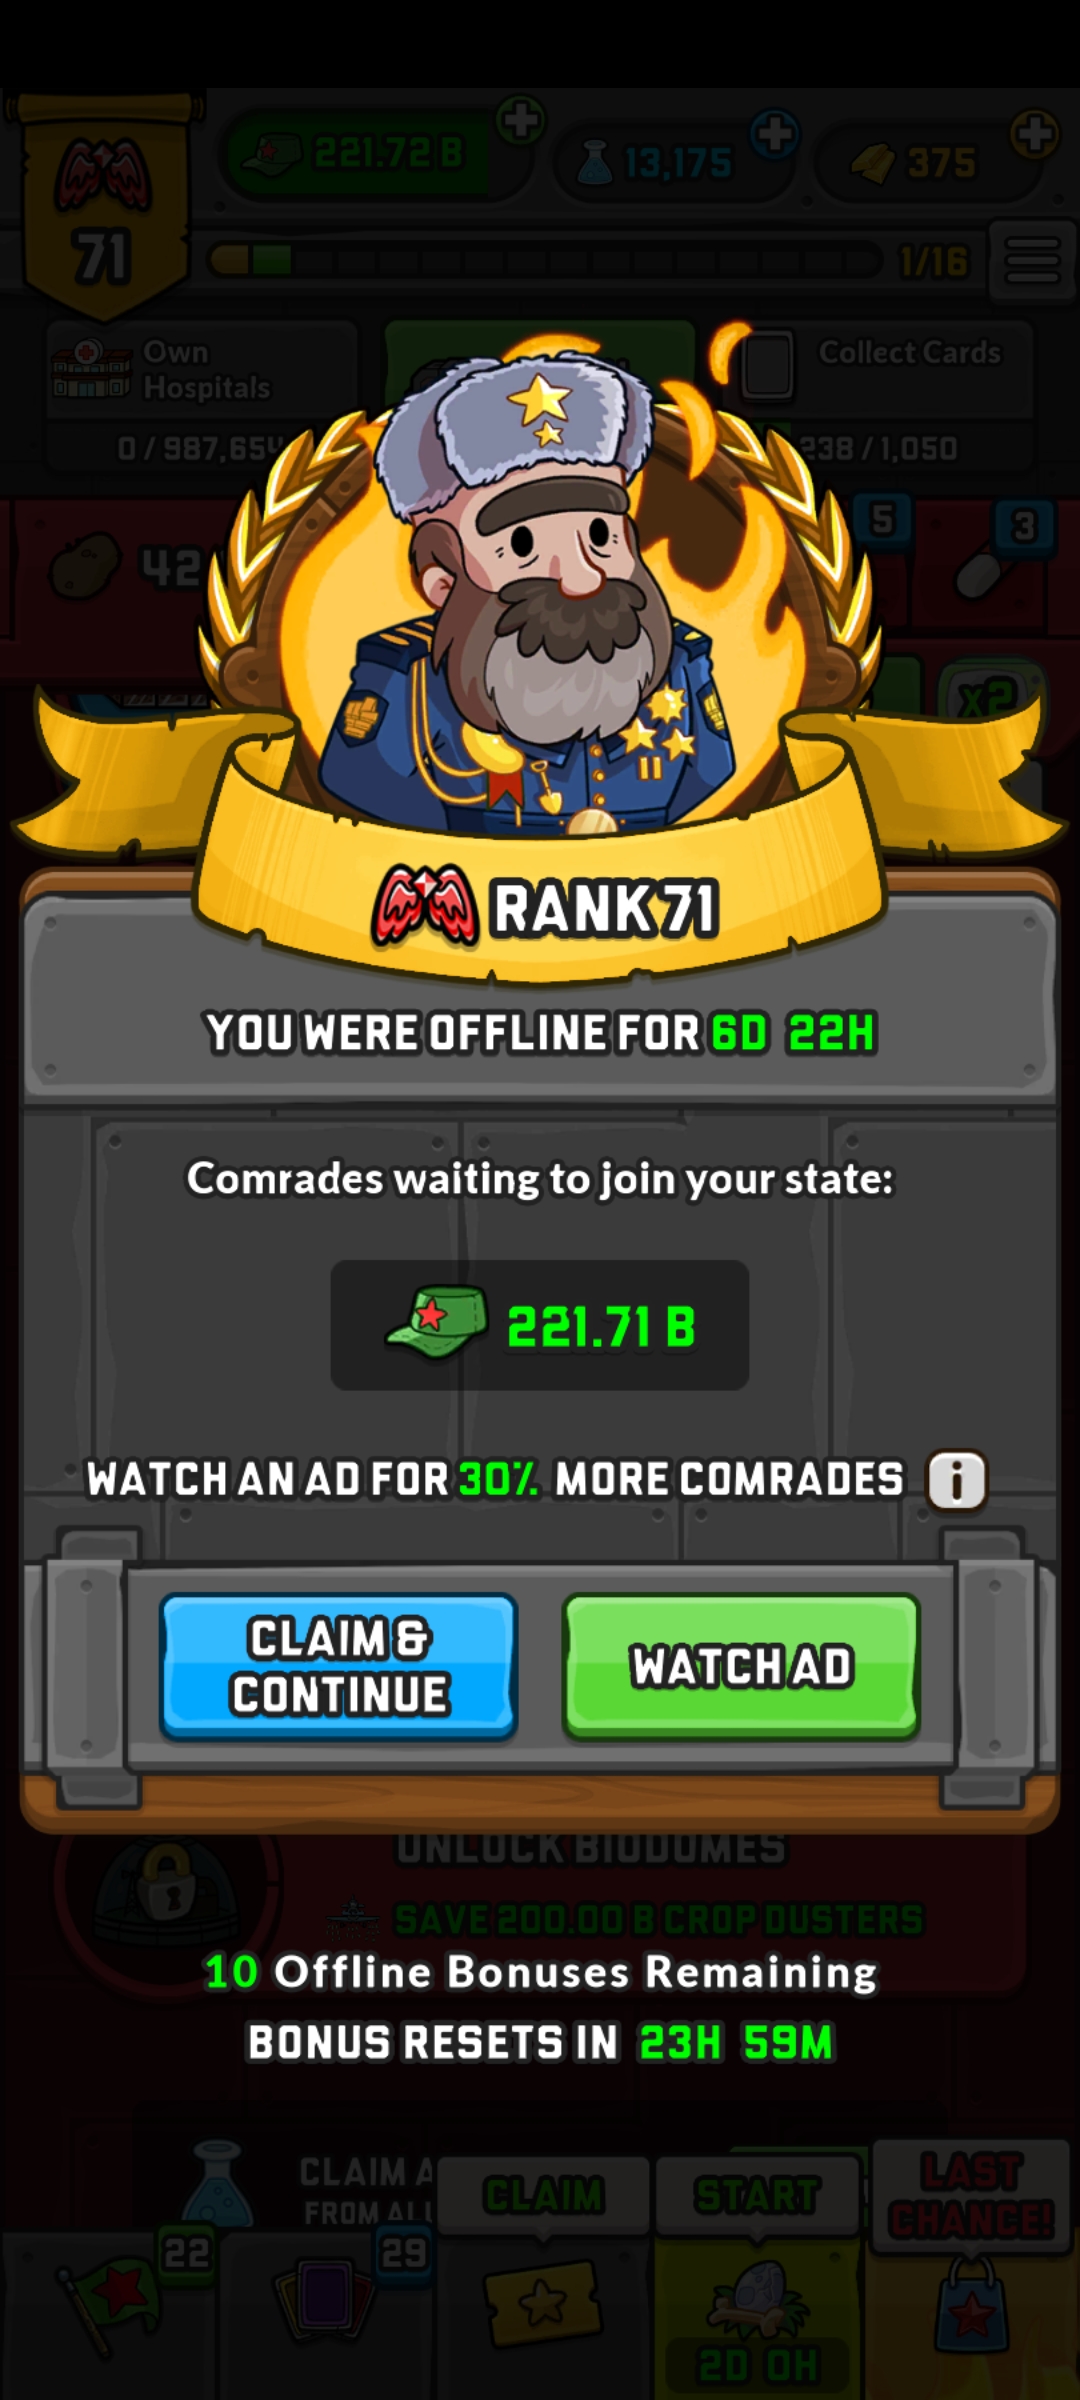 221.72 B
13,175
375
71
1/16
Own
Hospitals
Collect Cards
0 / 987,654
238 / 1,050
42
5
3
x2
RANK 71
YOU WERE OFFLINE FOR 6D 22H
Comrades waiting to join your state:
221.71 B
WATCH AN AD FOR 30% MORE COMRADES
i
CLAIM &
CONTINUE
WATCH AD
UNLOCK BIODOMES
SAVE 200.00 B CROP DUSTERS
10 Offline Bonuses Remaining
BONUS RESETS IN 23H 59M
CLAIM A
FROM ALL
CLAIM
START
LAST
CHANCE!
22
29
2D 0H